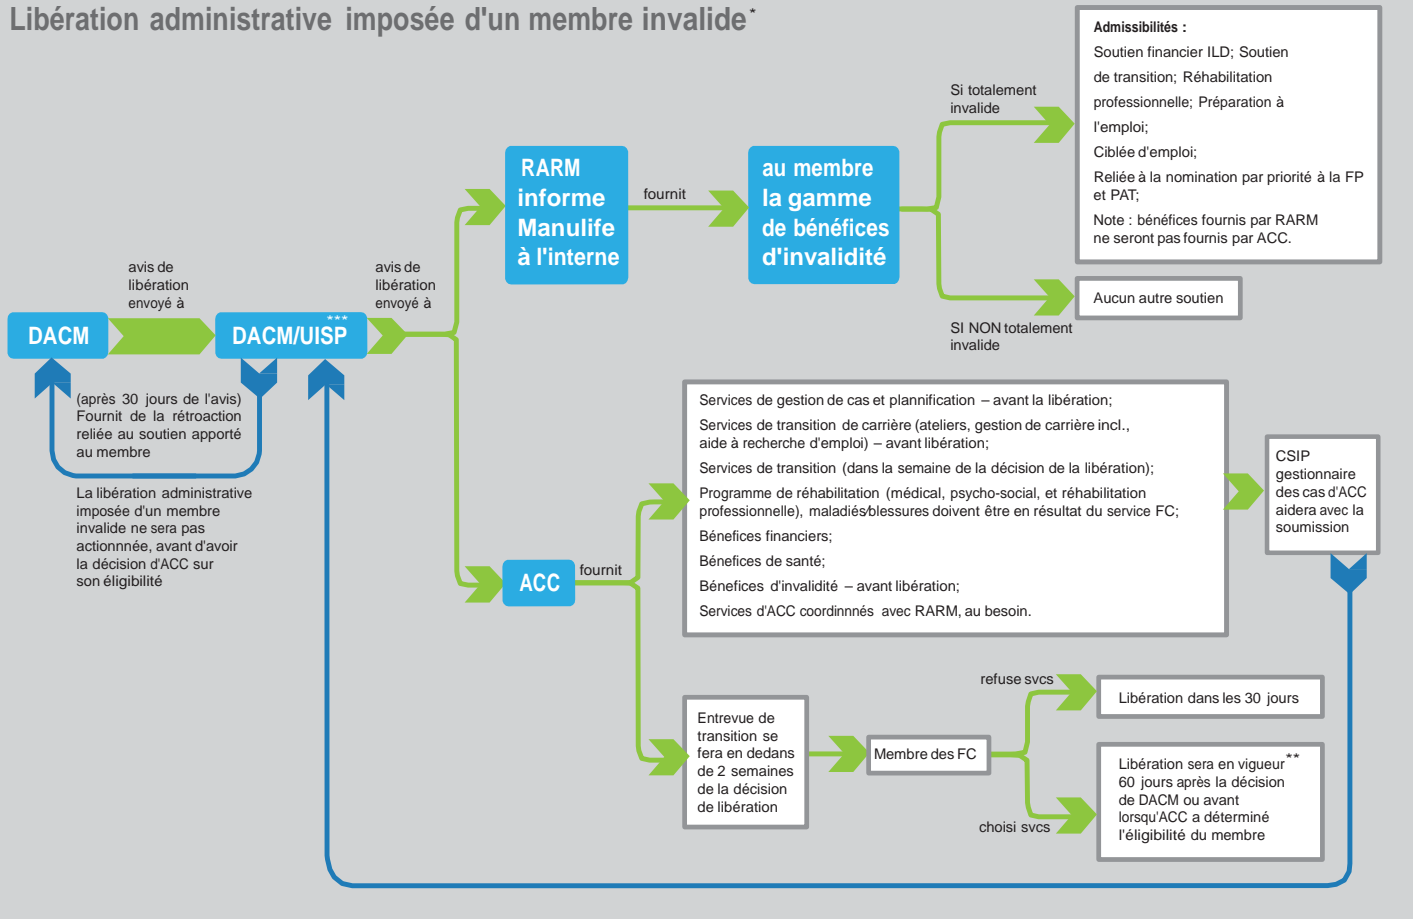 Libération administrative imposée d'un membre invalide*
Admissibilités :
Soutien financier ILD; Soutien
de transition; Réhabilitation
professionnelle; Préparation à
l'emploi;
Ciblée d'emploi;
Reliée à la nomination par priorité à la FP
et PAT;
Note : bénéfices fournis par RARM
ne seront pas fournis par ACC.
Si totalement
invalide
RARM
informe
Manulife
à l'interne
fournit
au membre
la gamme
de bénéfices
d'invalidité
Aucun autre soutien
SI NON totalement
invalide
avis de
libération
envoyé à
avis de
libération
envoyé à
DACM
DACM/UISP***
(après 30 jours de l'avis)
Fournit de la rétroaction
reliée au soutien apporté
au membre
La libération administrative
imposée d'un membre
invalide ne sera pas
actionnnée, avant d'avoir
la décision d'ACC sur
son éligibilité
ACC
fournit
Services de gestion de cas et plannification – avant la libération;
Services de transition de carrière (ateliers, gestion de carrière incl.,
aide à recherche d'emploi) – avant libération;
Services de transition (dans la semaine de la décision de la libération);
Programme de réhabilitation (médical, psycho-social, et réhabilitation
professionnelle), maladiés/blessures doivent être en résultat du service FC;
Bénefices financiers;
Bénefices de santé;
Bénefices d'invalidité – avant libération;
Services d'ACC coordinnnés avec RARM, au besoin.
CSIP
gestionnaire
des cas d'ACC
aidera avec la
soumission
Entrevue de
transition se
fera en dedans
de 2 semaines
de la décision
de libération
Membre des FC
refuse svcs
Libération dans les 30 jours
choisi svcs
Libération sera en vigueur**
60 jours après la décision
de DACM ou avant
lorsqu'ACC a déterminé
l'éligibilité du membre